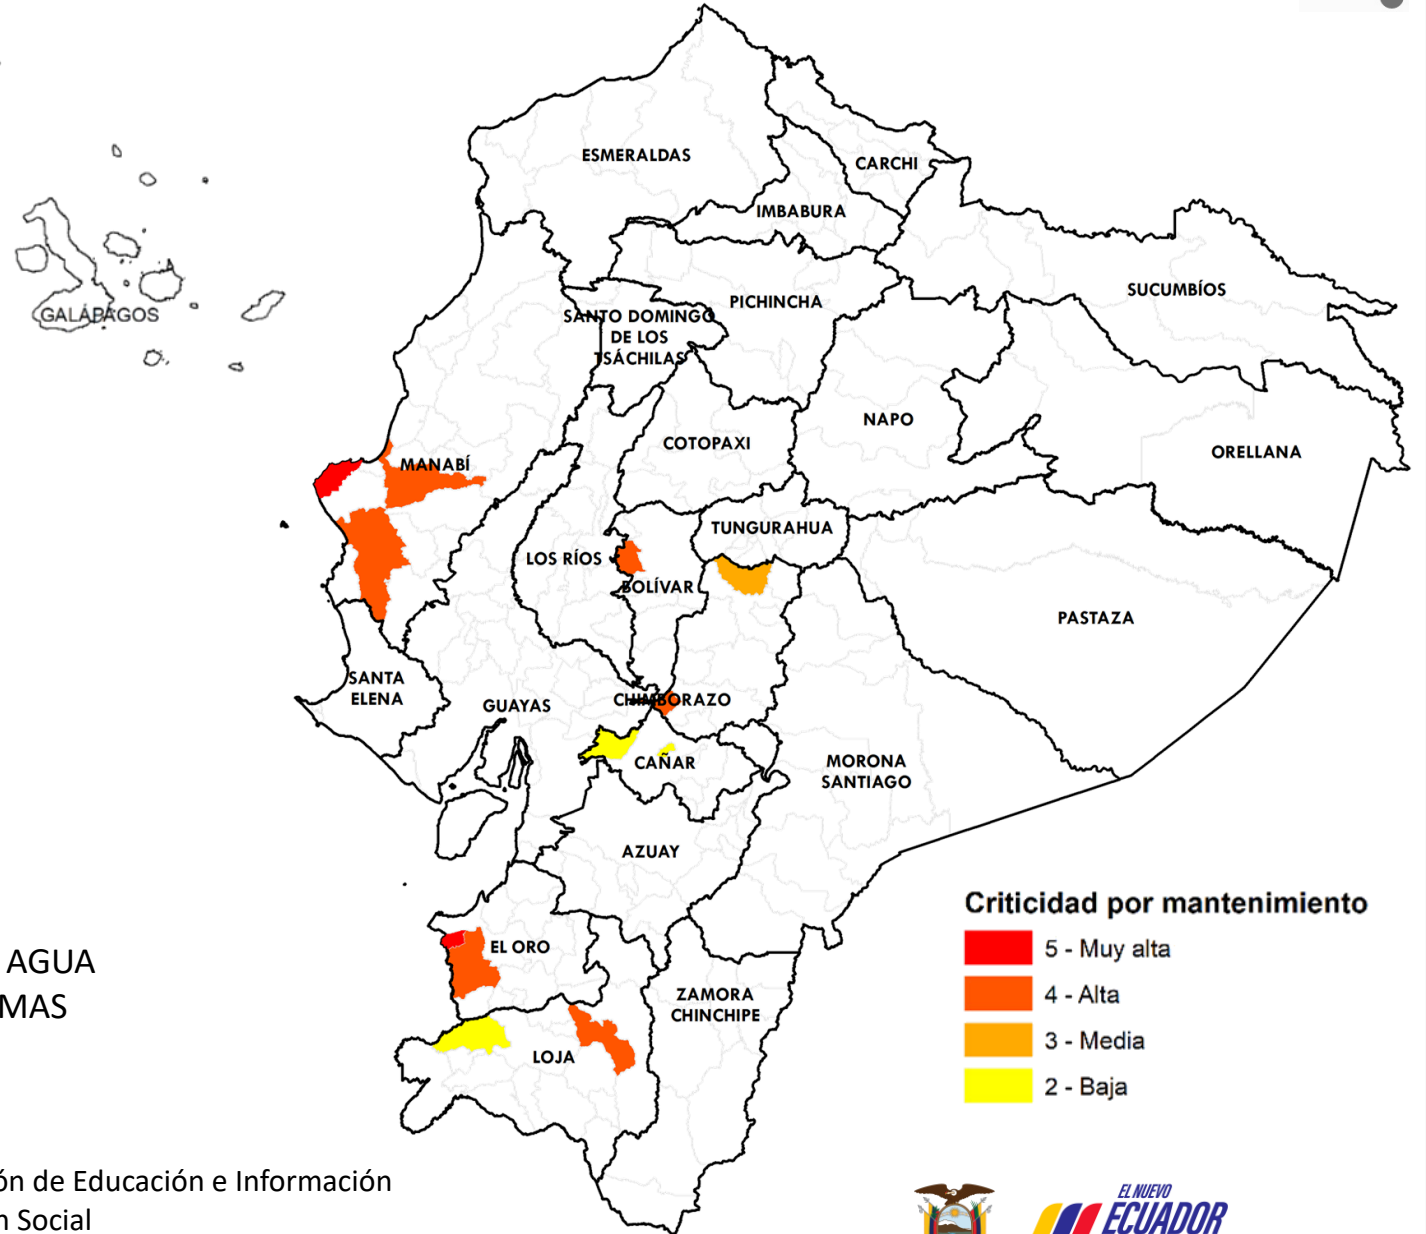 ESMERALDAS
CARCHI
IMBABURA
SUCUMBÍOS
PICHINCHA
GALÁPAGOS
SANTO DOMINGO
DE LOS
TSÁCHILAS
NAPO
COTOPAXI
ORELLANA
MANABÍ
TUNGURAHUA
LOS RÍOS
BOLÍVAR
PASTAZA
SANTA
ELENA
GUAYAS
CHIMBORAZO
CAÑAR
MORONA
SANTIAGO
AZUAY
EL ORO
ZAMORA
CHINCHIPE
LOJA
Criticidad por mantenimiento
5 - Muy alta
4 - Alta
3 - Media
2 - Baja
AGUA
MAS
ón de Educación e Información
n Social
EL NUEVO
ECUADOR